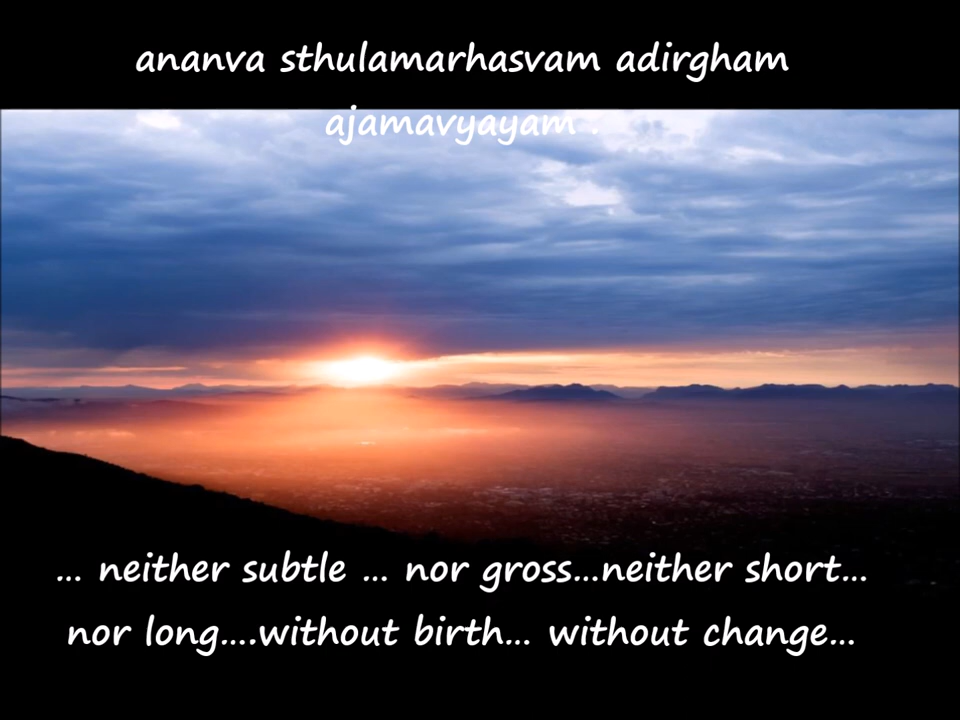 ananva sthulamarhasvam adirgham
ajamavyayam .
... neither subtle ... nor gross...neither short...
nor long....without birth... without change...